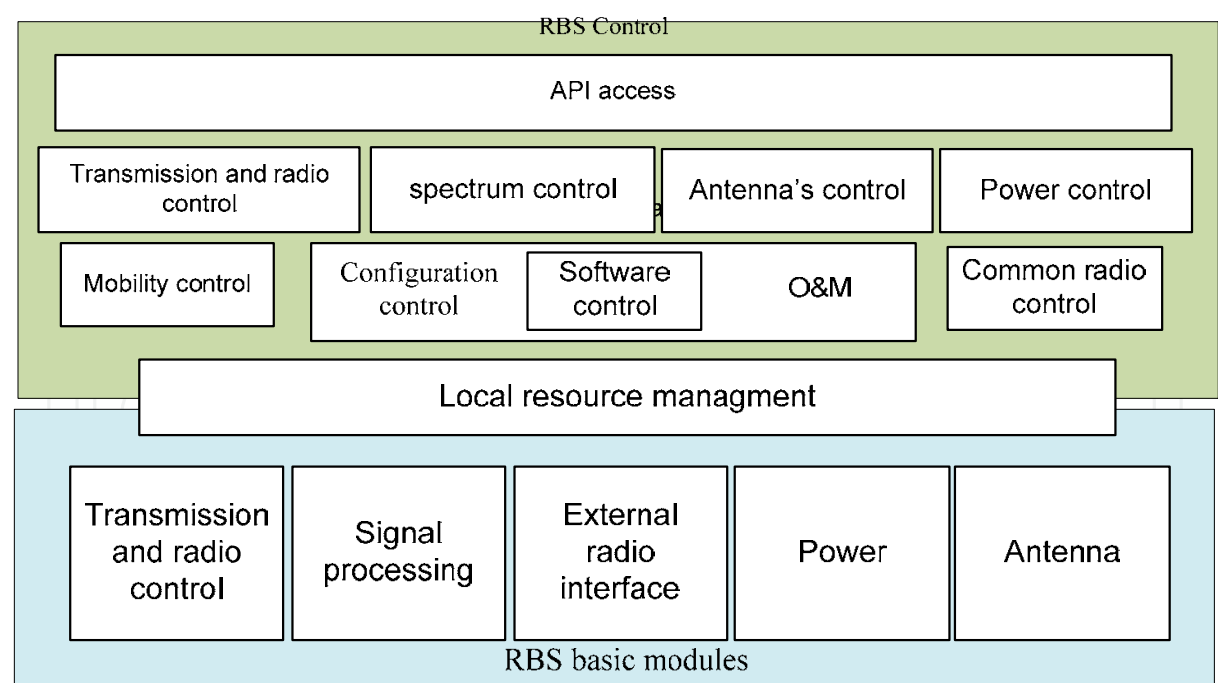 RBS Control
API access
Transmission and radio
control
spectrum control
Antenna's control
Power control
Mobility control
Configuration
control
Software
control
O&M
Common radio
control
Local resource managment
Transmission
and radio
control
Signal
processing
External
radio
interface
Power
Antenna
RBS basic modules